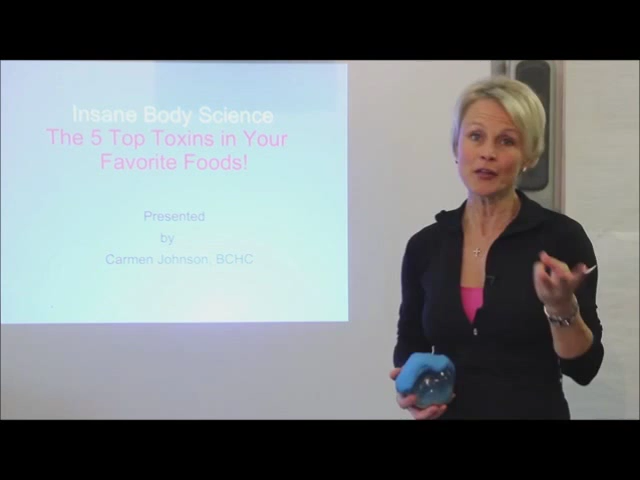 Insane Body Science
The 5 Top Toxins in Your
Favorite Foods!
Presented
by
Carmen Johnson, BCHC